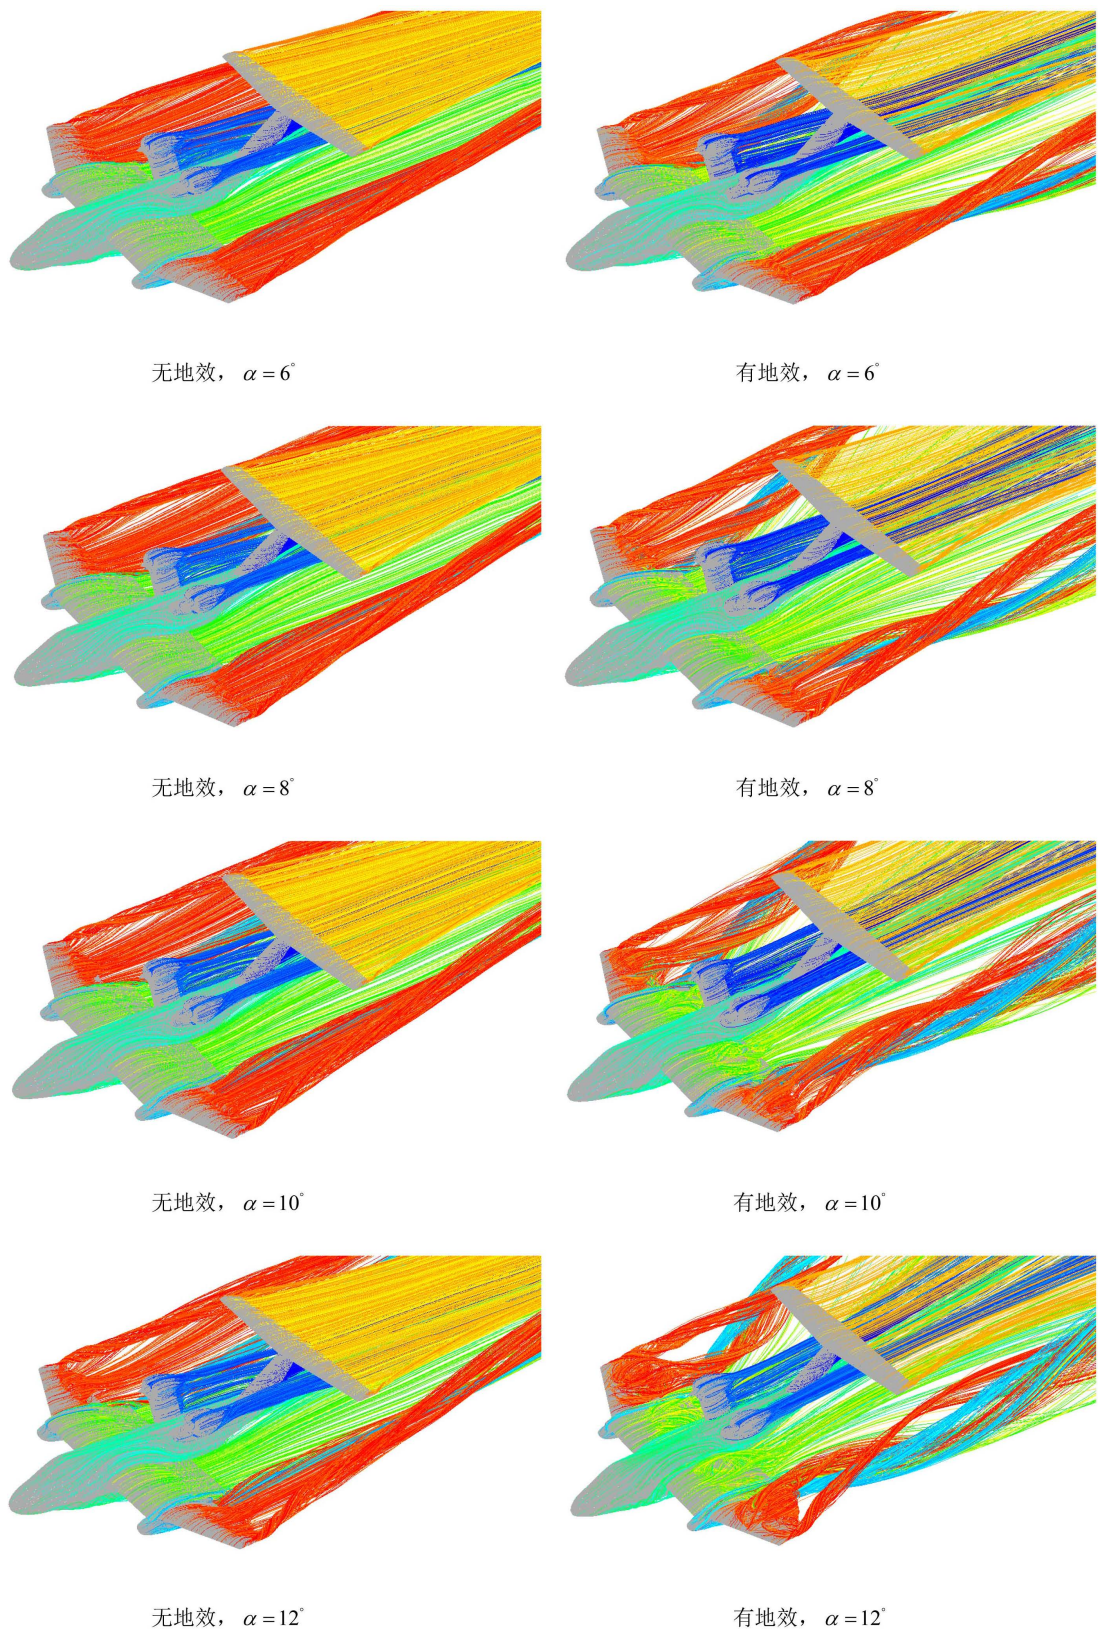 无地效， α = 6°
有地效， α = 6°
无地效， α = 8°
有地效， α = 8°
无地效， α = 10°
有地效， α = 10°
无地效， α = 12°
有地效， α = 12°